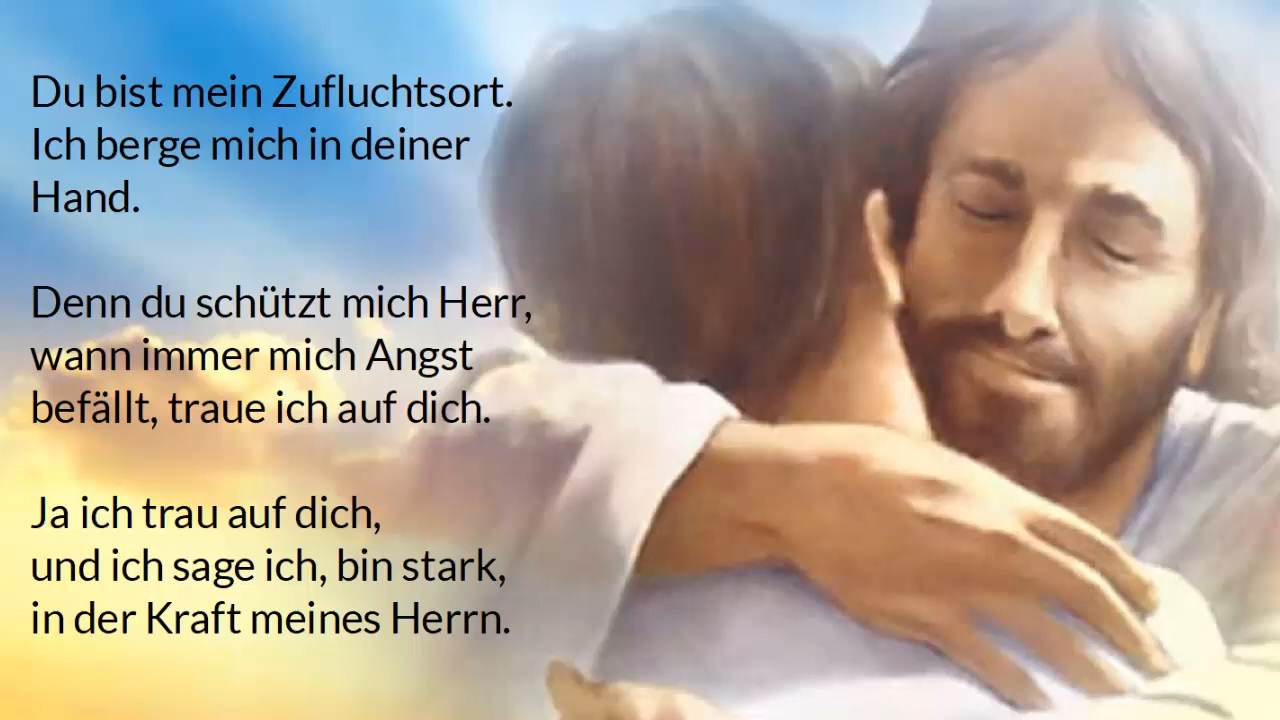 Du bist mein Zufluchtsort.
Ich berge mich in deiner
Hand.
Denn du schützt mich Herr,
wann immer mich Angst
befällt, traue ich auf dich.
Ja ich trau auf dich,
und ich sage ich, bin stark,
in der Kraft meines Herrn.